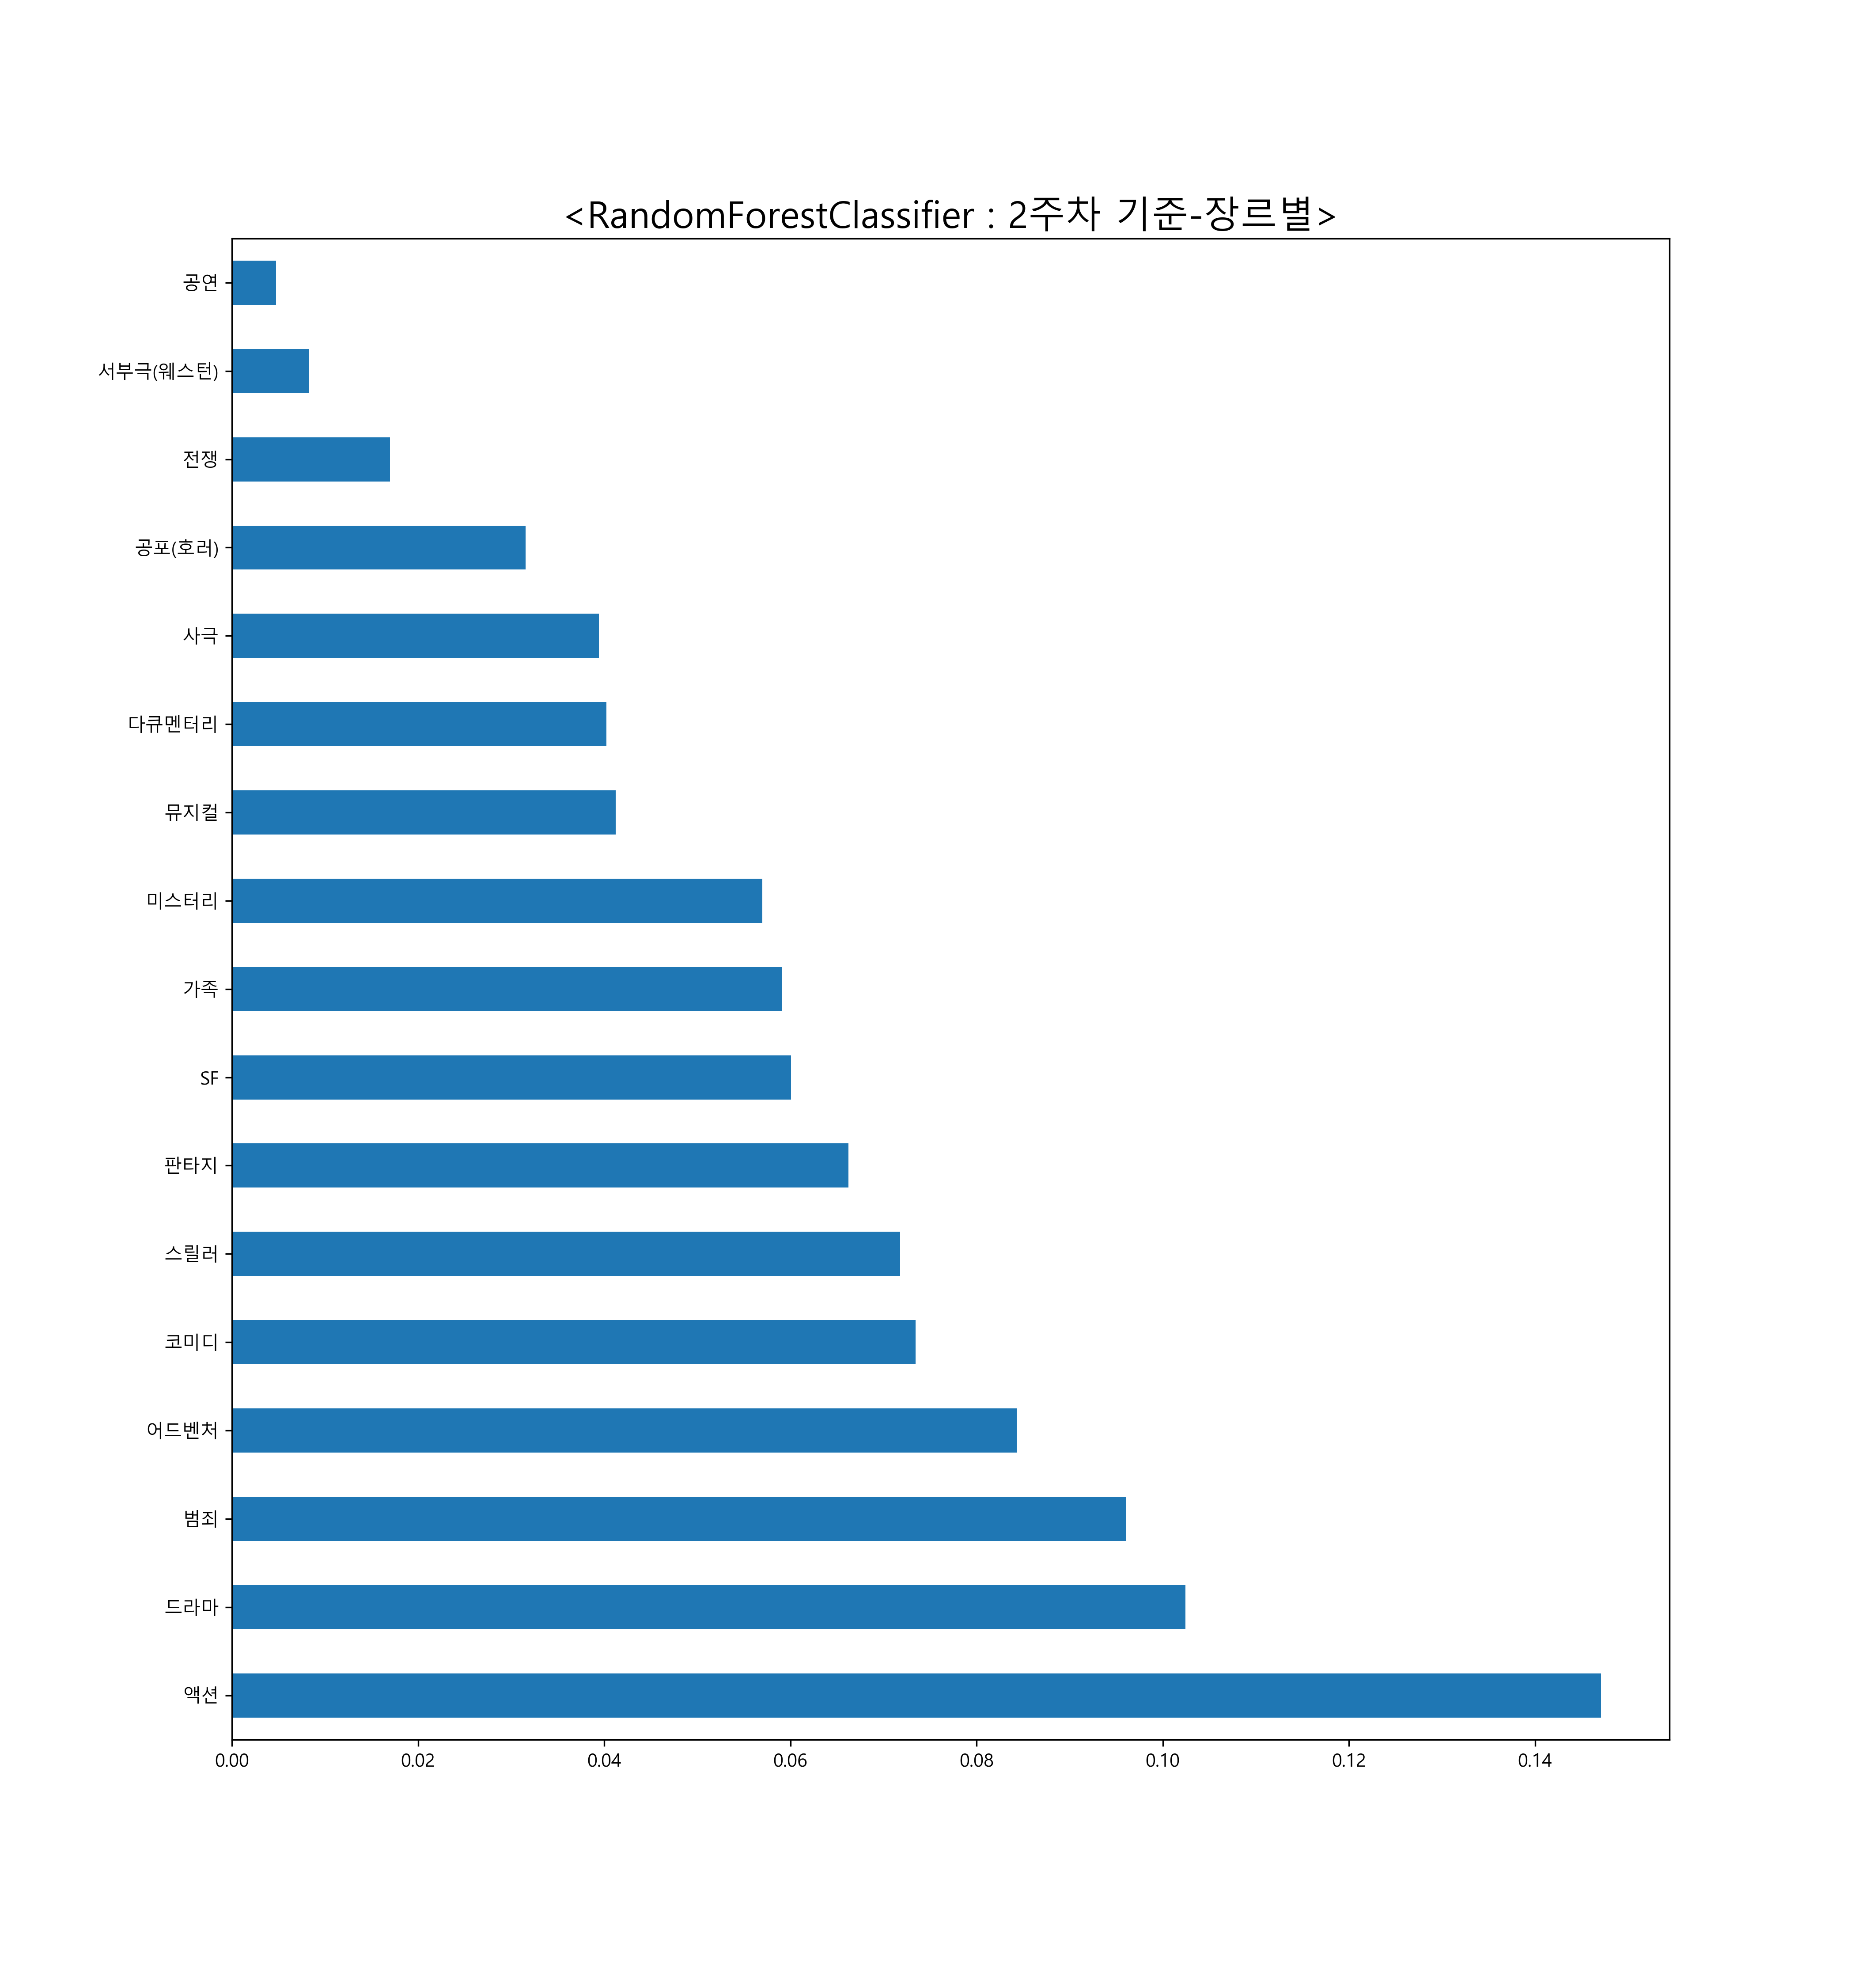 <RandomForestClassifier : 2주차 기준-장르별>
공연
서부극(웨스턴)
전쟁
공포(호러)
사극
다큐멘터리
뮤지컬
미스터리
가족
SF
판타지
스릴러
코미디
어드벤처
범죄
드라마
액션
0.00 0.02 0.04 0.06 0.08 0.10 0.12 0.14